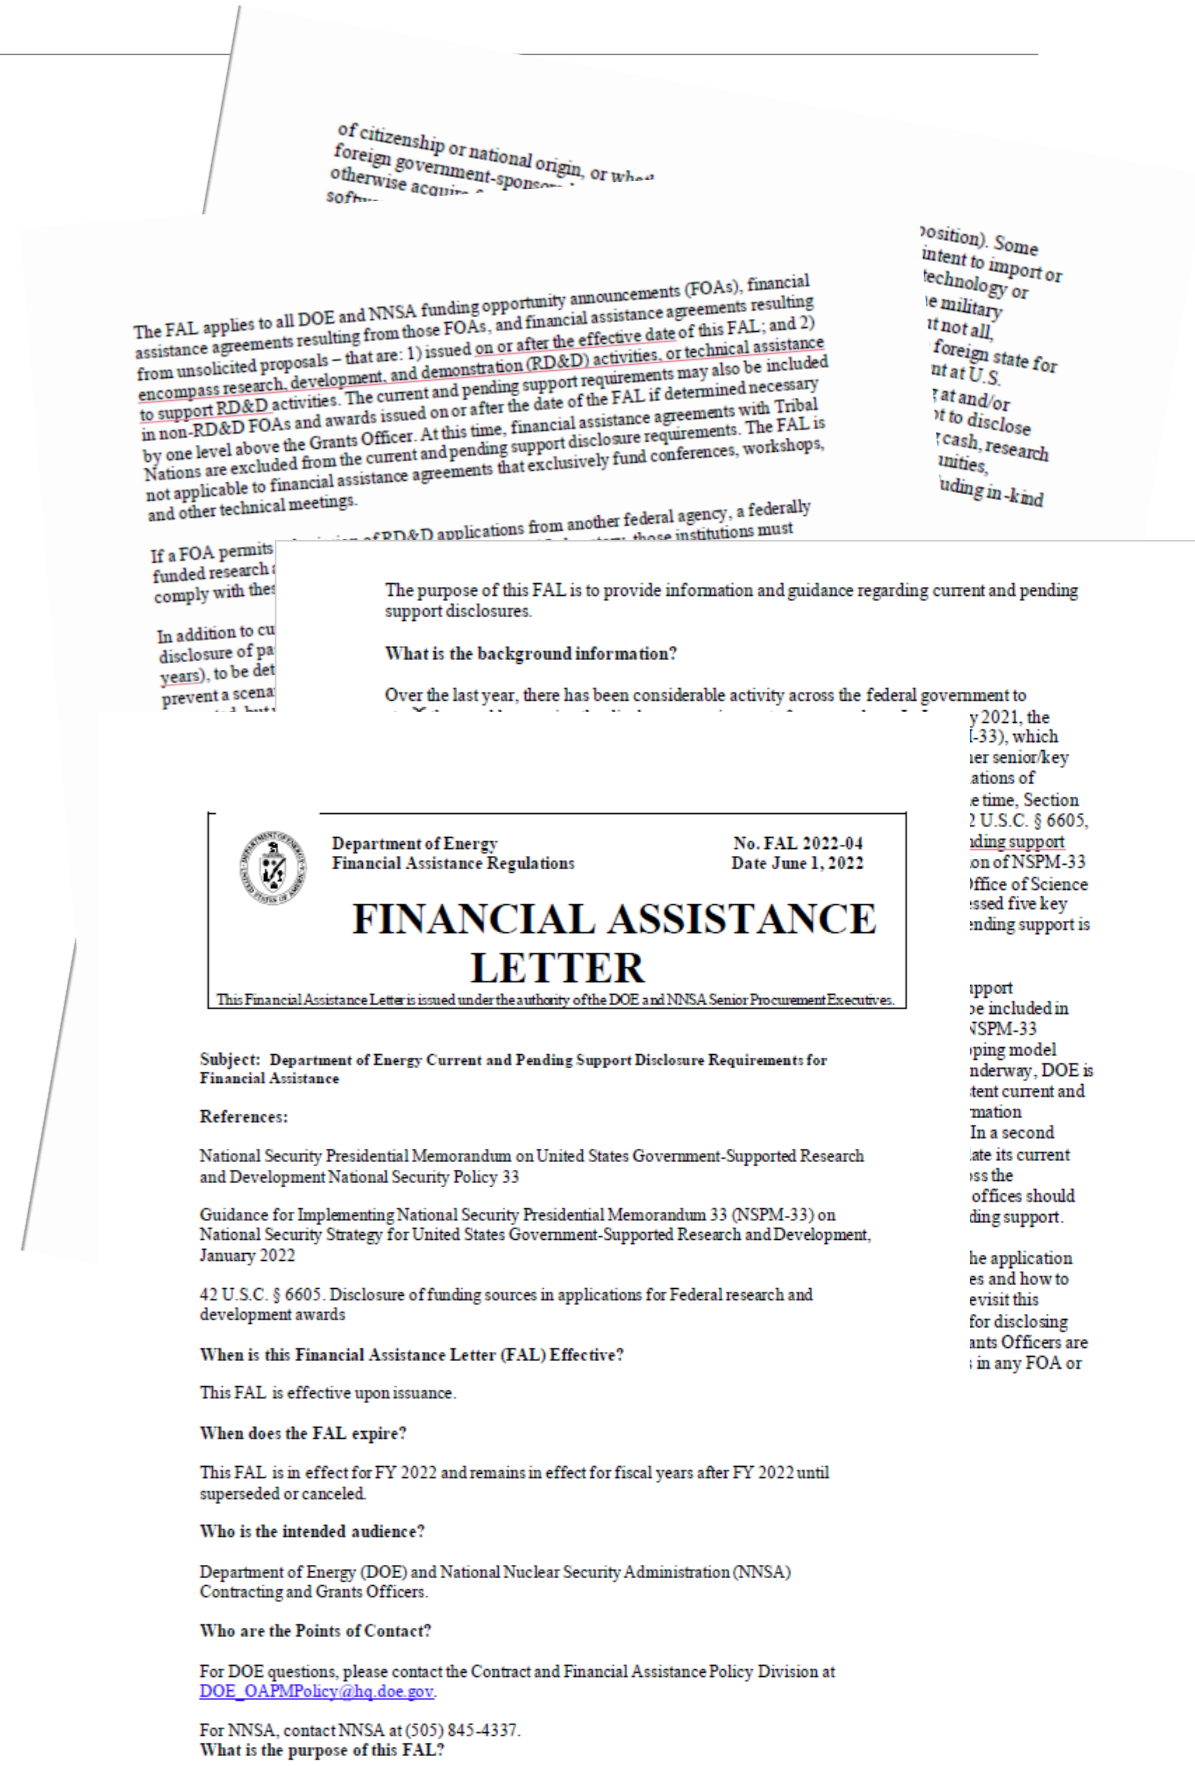 of citizenship or national origin, or
foreign government-sponsor
otherwise acquire
position). Some
intent to import or
technology or
military
not all,
foreign state for
at U.S.
at and/or
to disclose
cash, research
unities,
uding in-kind
The FAL applies to all DOE and NNSA funding opportunity announcements (FOAs), financial
assistance agreements resulting from those FOAs, and financial assistance agreements resulting
from unsolicited proposals – that are: 1) issued on or after the effective date of this FAL; and 2)
encompass research, development, and demonstration (RD&D) activities, or technical assistance
to support RD&D activities. The current and pending support requirements may also be included
in non-RD&D FOAs and awards issued on or after the date of the FAL if determined necessary
by one level above the Grants Officer. At this time, financial assistance agreements with Tribal
Nations are excluded from the current and pending support disclosure requirements. The FAL is
not applicable to financial assistance agreements that exclusively fund conferences, workshops,
and other technical meetings.
If a FOA permits of RD&D applications from another federal agency, a federally
funded research those institutions must
comply with thes
In addition to cu
disclosure of pa
years), to be det
prevent a scena
The purpose of this FAL is to provide information and guidance regarding current and pending
support disclosures.
What is the background information?
Over the last year, there has been considerable activity across the federal government to
y 2021, the
-33), which
her senior/key
ations of
e time, Section
2 U.S.C. § 6605,
nding support
on of NSPM-33
Office of Science
essed five key
ending support is
upport
be included in
NSPM-33
ping model
nderway, DOE is
tent current and
mation
In a second
ate its current
oss the
offices should
ding support.
he application
es and how to
evisit this
for disclosing
ants Officers are
in any FOA or
Department of Energy No. FAL 2022-04
Financial Assistance Regulations Date June 1, 2022
FINANCIAL ASSISTANCE
LETTER
This Financial Assistance Letter is issued under the authority of the DOE and NNSA Senior Procurement Executives.
Subject: Department of Energy Current and Pending Support Disclosure Requirements for
Financial Assistance
References:
National Security Presidential Memorandum on United States Government-Supported Research
and Development National Security Policy 33
Guidance for Implementing National Security Presidential Memorandum 33 (NSPM-33) on
National Security Strategy for United States Government-Supported Research and Development,
January 2022
42 U.S.C. § 6605. Disclosure of funding sources in applications for Federal research and
development awards
When is this Financial Assistance Letter (FAL) Effective?
This FAL is effective upon issuance.
When does the FAL expire?
This FAL is in effect for FY 2022 and remains in effect for fiscal years after FY 2022 until
superseded or canceled.
Who is the intended audience?
Department of Energy (DOE) and National Nuclear Security Administration (NNSA)
Contracting and Grants Officers.
Who are the Points of Contact?
For DOE questions, please contact the Contract and Financial Assistance Policy Division at
DOE_OAPMPolicy@hq.doe.gov.
For NNSA, contact NNSA at (505) 845-4337.
What is the purpose of this FAL?